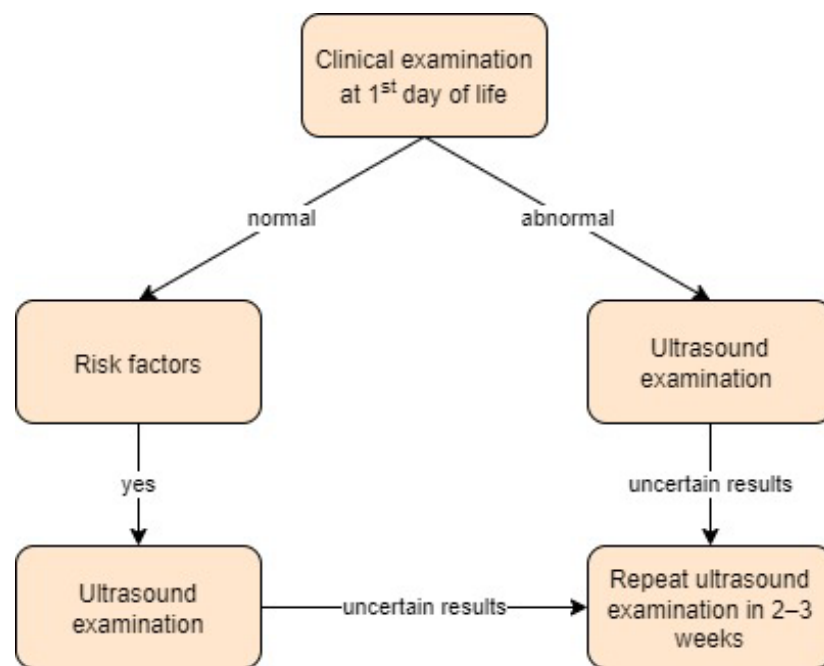 Clinical examination
at 1st day of life
normal
abnormal
Risk factors
Ultrasound
examination
yes
uncertain results
Ultrasound
examination
uncertain results
Repeat ultrasound
examination in 2–3
weeks